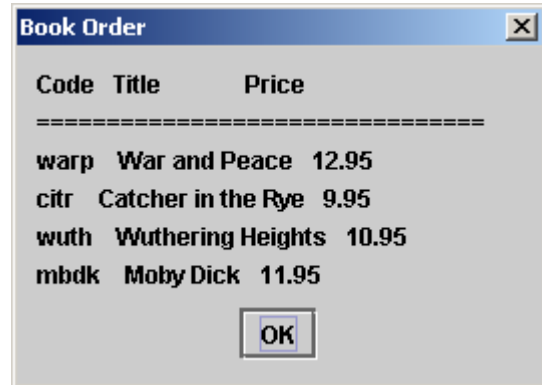 Book Order
Code Title Price
================================
warp War and Peace 12.95
citr Catcher in the Rye 9.95
wuth Wuthering Heights 10.95
mbdk Moby Dick 11.95
OK